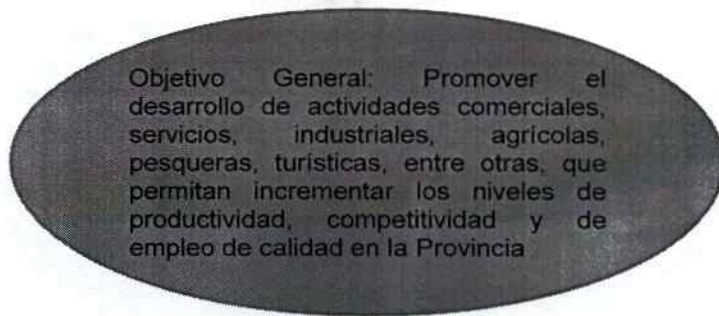 Objetivo General: Promover el
desarrollo de actividades comerciales,
servicios, industriales, agrícolas,
pesqueras, turísticas, entre otras, que
permitan incrementar los niveles de
productividad, competitividad y de
empleo de calidad en la Provincia